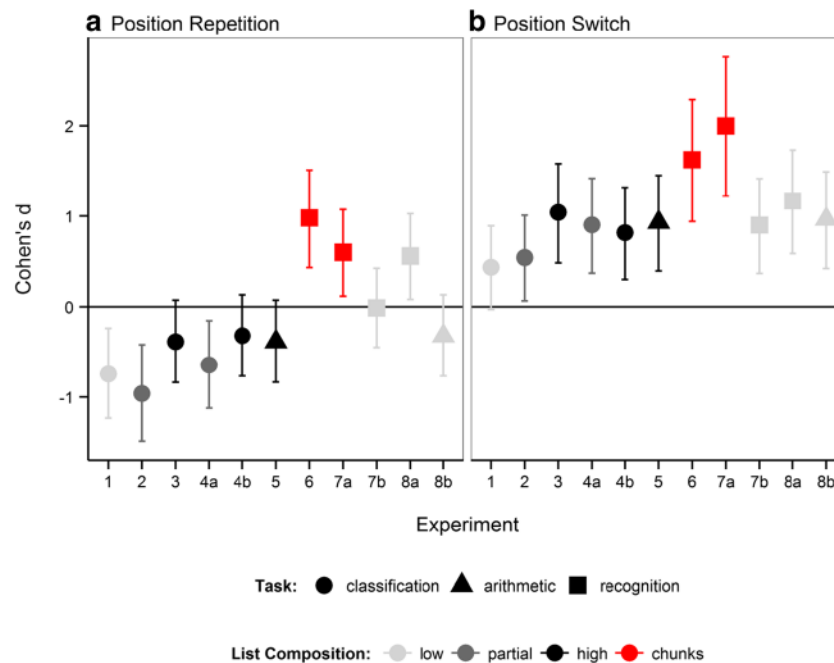 a Position Repetition
b Position Switch
Cohen's d
2
1
0
-1
1 2 3 4a 4b 5 6 7a 7b 8a 8b
1 2 3 4a 4b 5 6 7a 7b 8a 8b
Experiment
Task: classification arithmetic recognition
List Composition: low partial high chunks